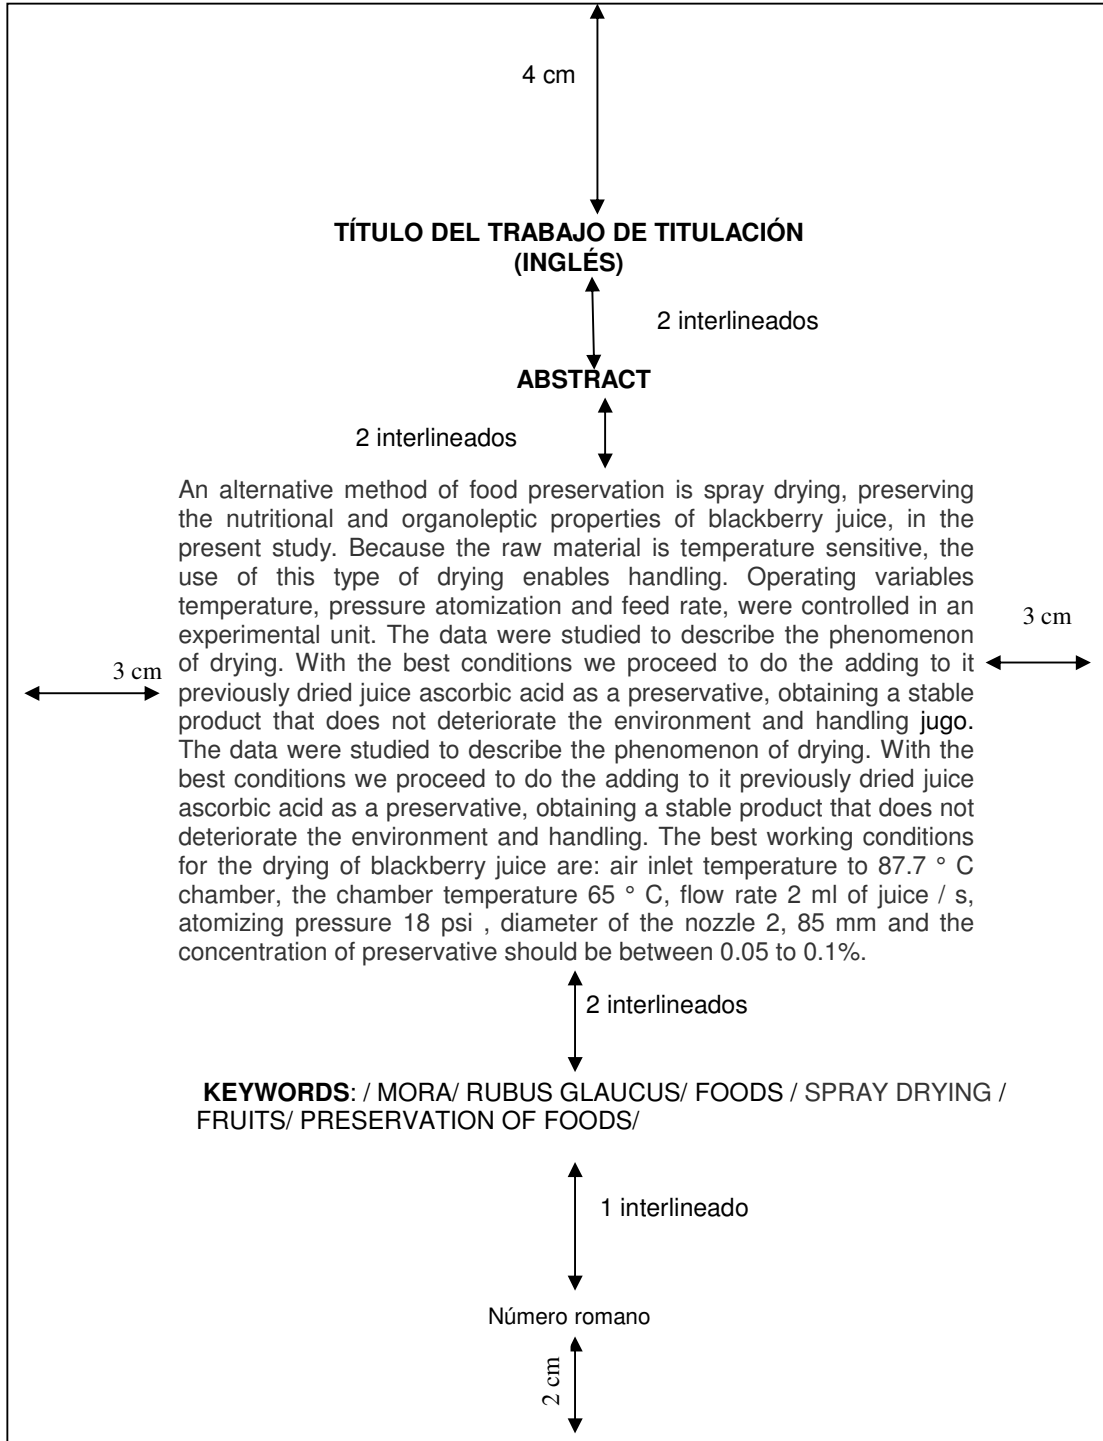 4 cm
TÍTULO DEL TRABAJO DE TITULACIÓN
(INGLÉS)
2 interlineados
ABSTRACT
2 interlineados
An alternative method of food preservation is spray drying, preserving
the nutritional and organoleptic properties of blackberry juice, in the
present study. Because the raw material is temperature sensitive, the
use of this type of drying enables handling. Operating variables
temperature, pressure atomization and feed rate, were controlled in an
experimental unit. The data were studied to describe the phenomenon
3 cm
of drying. With the best conditions we proceed to do the adding to it
3 cm
previously dried juice ascorbic acid as a preservative, obtaining a stable
product that does not deteriorate the environment and handling jugo.
The data were studied to describe the phenomenon of drying. With the
best conditions we proceed to do the adding to it previously dried juice
ascorbic acid as a preservative, obtaining a stable product that does not
deteriorate the environment and handling. The best working conditions
for the drying of blackberry juice are: air inlet temperature to 87.7 ° C
chamber, the chamber temperature 65 ° C, flow rate 2 ml of juice / s,
atomizing pressure 18 psi , diameter of the nozzle 2, 85 mm and the
concentration of preservative should be between 0.05 to 0.1%.
2 interlineados
KEYWORDS: / MORA/ RUBUS GLAUCUS/ FOODS / SPRAY DRYING /
FRUITS/ PRESERVATION OF FOODS/
1 interlineado
Número romano
2 cm